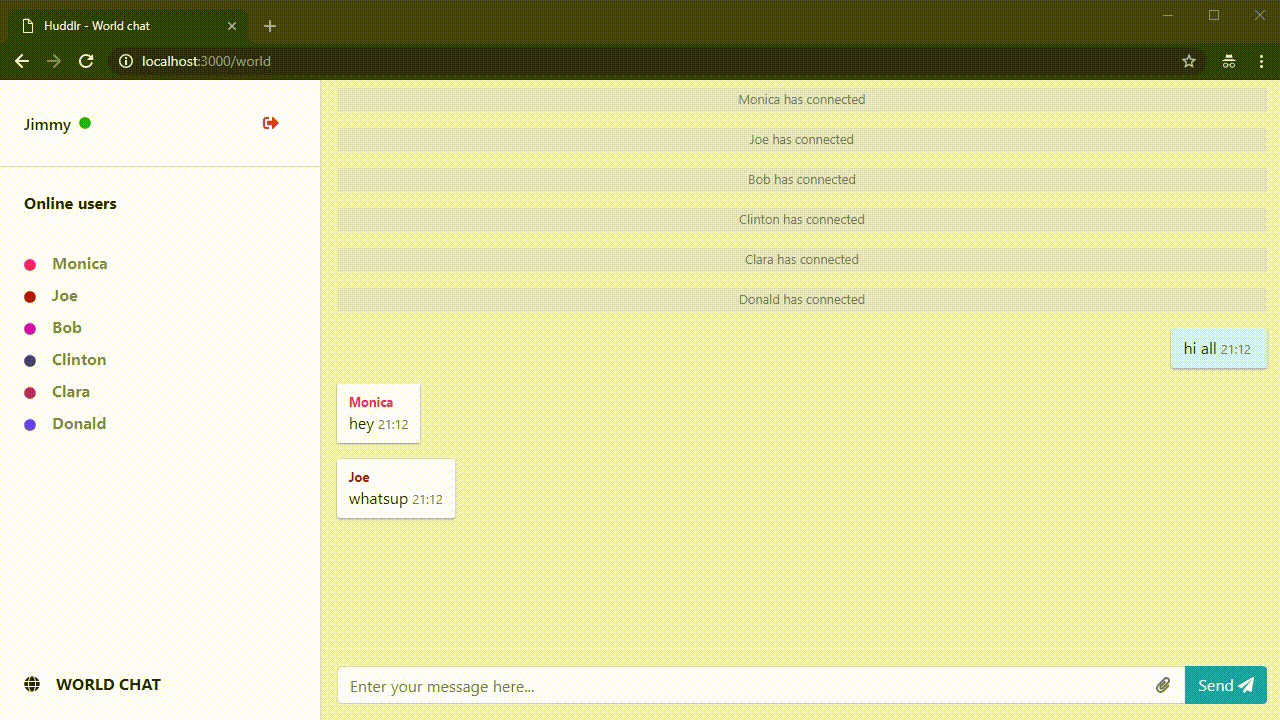 Huddlr - World chat
localhost:3000/world
Jimmy
Online users
Monica
Joe
Bob
Clinton
Clara
Donald
WORLD CHAT
Monica has connected
Joe has connected
Bob has connected
Clinton has connected
Clara has connected
Donald has connected
hi all 21:12
Monica
hey 21:12
Joe
whatsup 21:12
Enter your message here...
Send